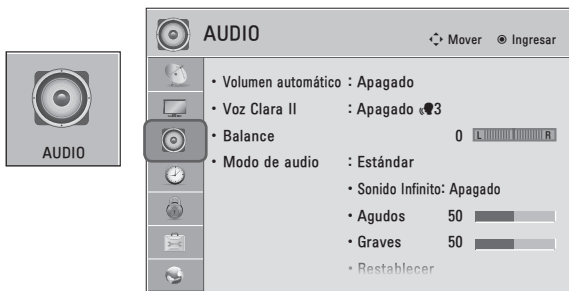 AUDIO
AUDIO
Mover
Ingresar
• Volumen automático : Apagado
• Voz Clara II : Apagado 3
• Balance 0 L R
• Modo de audio : Estándar
• Sonido Infinito: Apagado
• Agudos 50
• Graves 50
• Restablecer